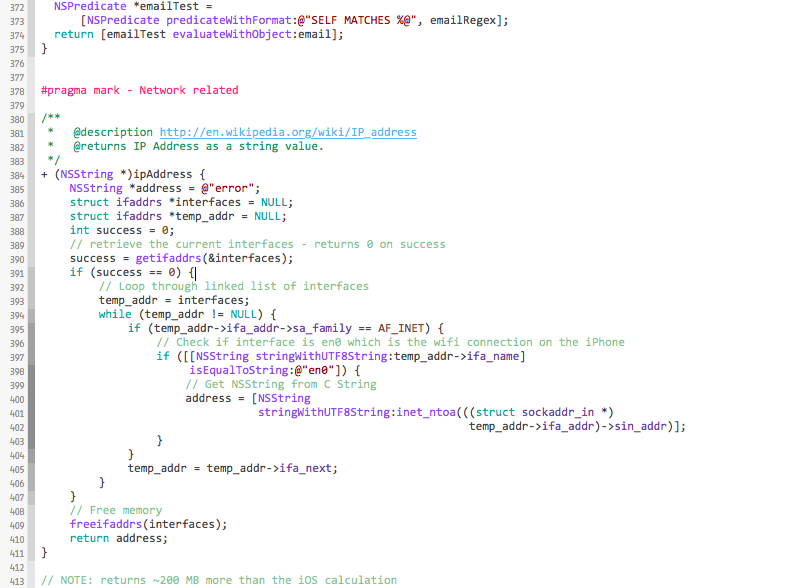 372 NSPredicate *emailTest =
373 [NSPredicate predicateWithFormat:@"SELF MATCHES %@", emailRegex];
374 return [emailTest evaluateWithObject:email];
375 }
376
377
378 #pragma mark - Network related
379
380 /**
381 * @description http://en.wikipedia.org/wiki/IP_address
382 * @returns IP Address as a string value.
383 */
384 + (NSString *)ipAddress {
385 NSString *address = @"error";
386 struct ifaddrs *interfaces = NULL;
387 struct ifaddrs *temp_addr = NULL;
388 int success = 0;
389 // retrieve the current interfaces - returns 0 on success
390 success = getifaddrs(&interfaces);
391 if (success == 0) {
392 // Loop through linked list of interfaces
393 temp_addr = interfaces;
394 while (temp_addr != NULL) {
395 if (temp_addr->ifa_addr->sa_family == AF_INET) {
396 // Check if interface is en0 which is the wifi connection on the iPhone
397 if ([[NSString stringWithUTF8String:temp_addr->ifa_name]
398 isEqualToString:@"en0"]) {
399 // Get NSString from C String
400 address = [NSString
401 stringWithUTF8String:inet_ntoa(((struct sockaddr_in *)
402 temp_addr->ifa_addr)->sin_addr)];
403 }
404 }
405 temp_addr = temp_addr->ifa_next;
406 }
407 }
408 // Free memory
409 freeifaddrs(interfaces);
410 return address;
411 }
412
413 // NOTE: returns ~200 MB more than the iOS calculation